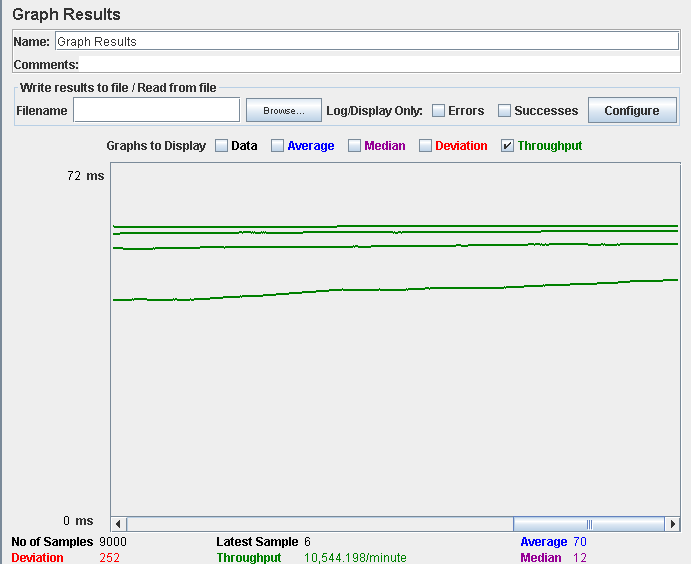 Graph Results
Name: Graph Results
Comments:
Write results to file / Read from file
Filename Browse... Log/Display Only: Errors Successes Configure
Graphs to Display Data Average Median Deviation Throughput
72 ms
0 ms
No of Samples 9000 Latest Sample 6 Average 70
Deviation 252 Throughput 10,544.198/minute Median 12